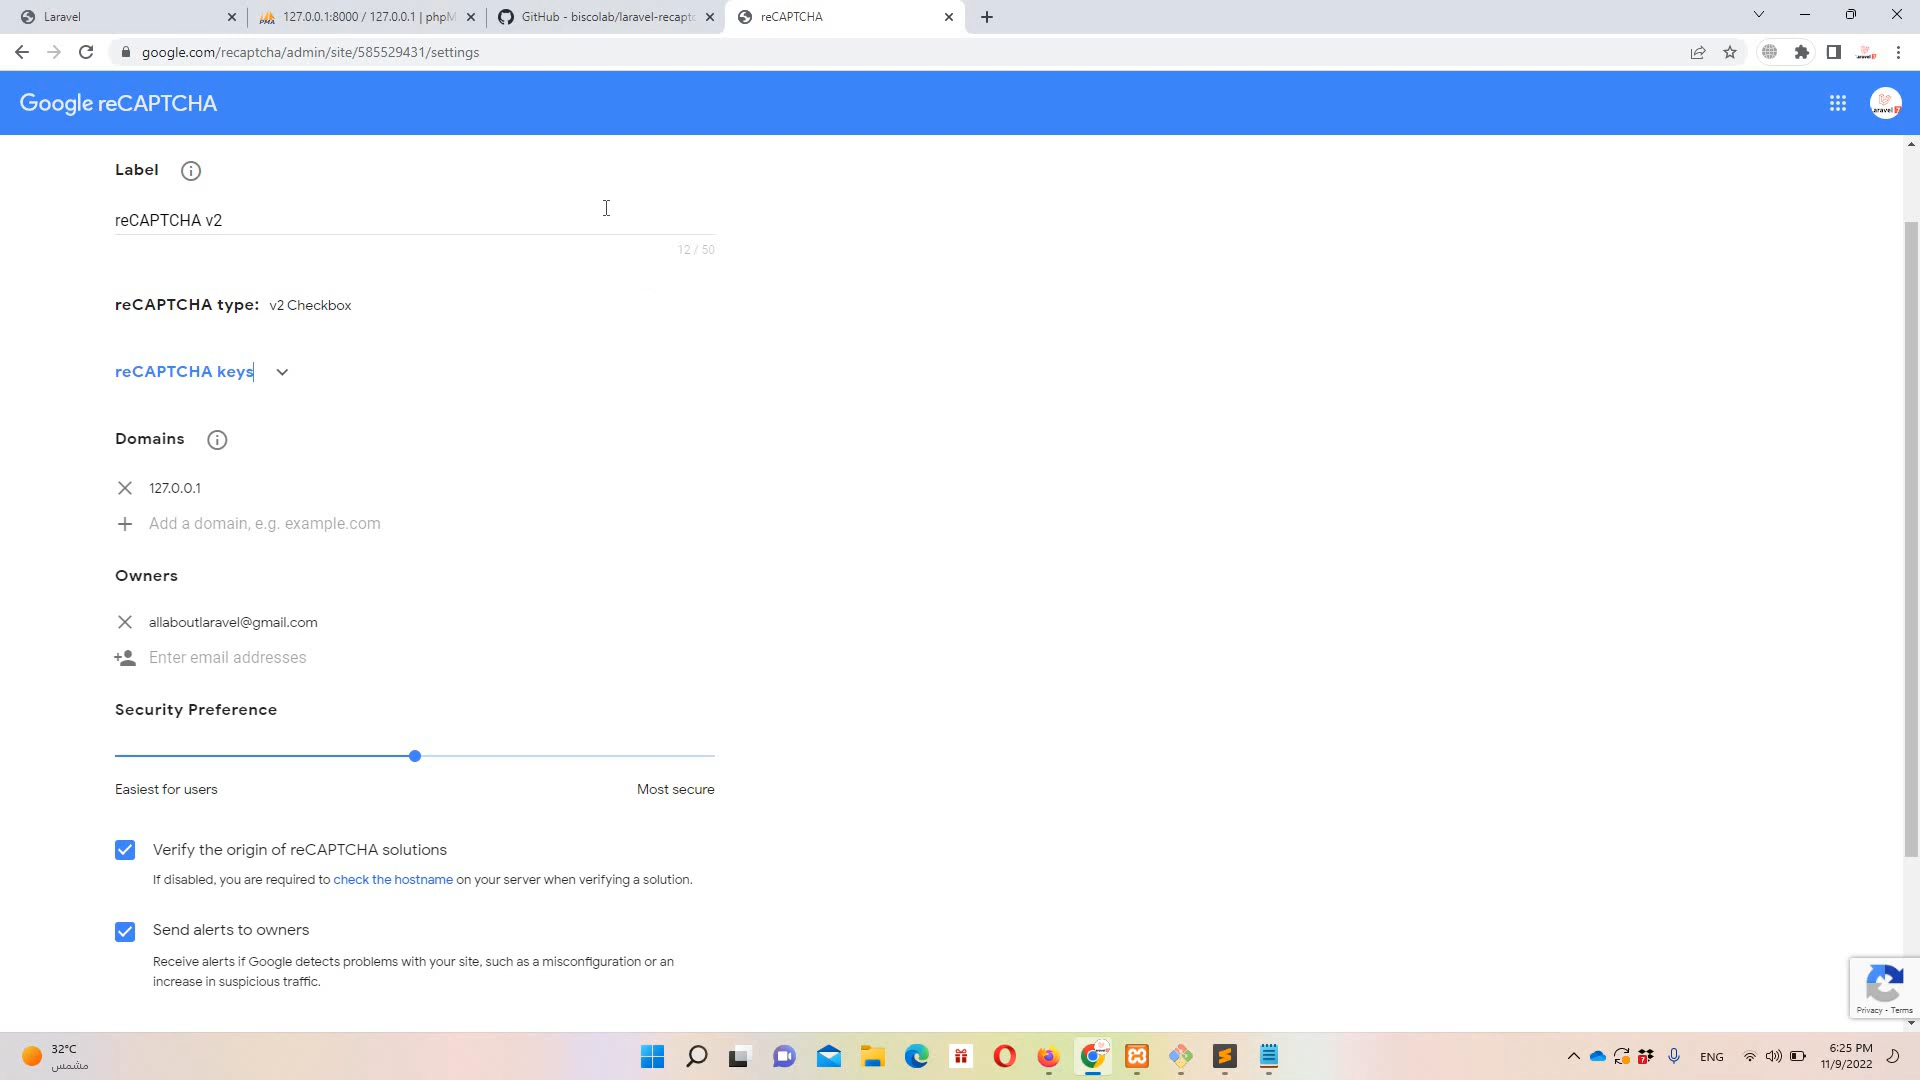 Laravel
127.0.0.1:8000 / 127.0.0.1 | phpM
GitHub - biscolab/laravel-recaptc
reCAPTCHA
google.com/recaptcha/admin/site/585529431/settings
Google reCAPTCHA
Label
reCAPTCHA v2
12 / 50
reCAPTCHA type: v2 Checkbox
reCAPTCHA keys
Domains
127.0.0.1
Add a domain, e.g. example.com
Owners
allaboutlaravel@gmail.com
Enter email addresses
Security Preference
Easiest for users
Most secure
Verify the origin of reCAPTCHA solutions
If disabled, you are required to check the hostname on your server when verifying a solution.
Send alerts to owners
Receive alerts if Google detects problems with your site, such as a misconfiguration or an
increase in suspicious traffic.
Privacy - Terms
32°C
مشمس
ENG
6:25 PM
11/9/2022